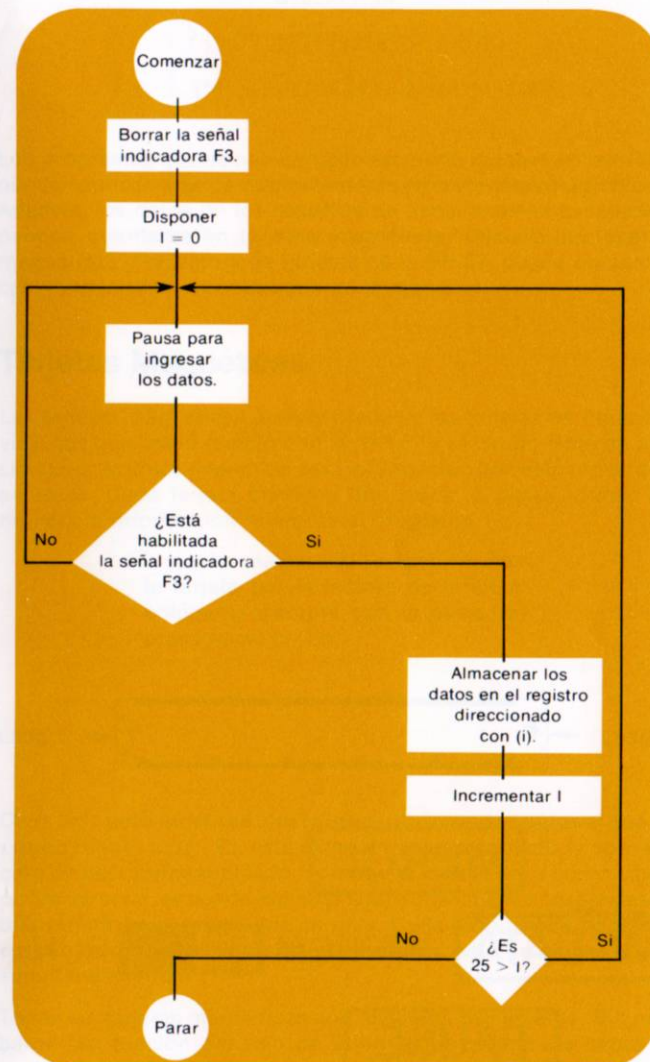 Comenzar
Borrar la señal
indicadora F3.
Disponer
I = 0
Pausa para
ingresar
los datos.
¿Está
habilitada
la señal indicadora
F3?
No
Si
Almacenar los
datos en el registro
direccionado
con (i).
Incrementar I
¿Es
25 > I?
No
Si
Parar